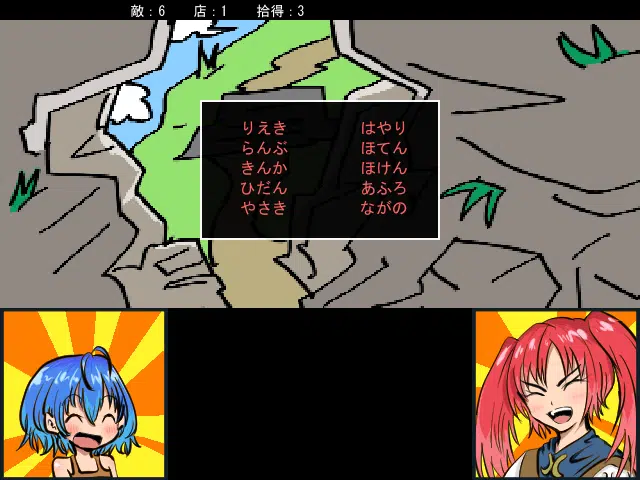 敵：6　店：1　拾得：3
りえき　はやり
らんぶ　ほてん
きんか　ほけん
ひだん　あふろ
やさき　ながの